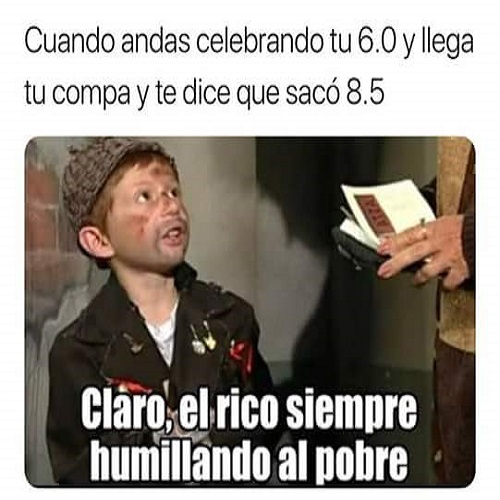 Cuando andas celebrando tu 6.0 y llega
tu compa y te dice que sacó 8.5
Claro, el rico siempre
humillando al pobre